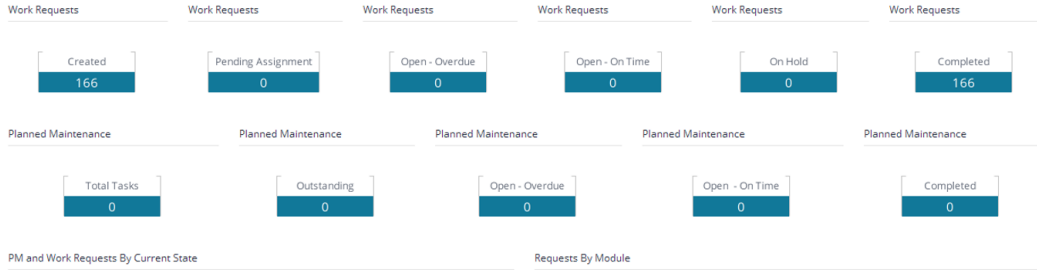 Work Requests Work Requests Work Requests Work Requests Work Requests Work Requests
Created Pending Assignment Open - Overdue Open - On Time On Hold Completed
166 0 0 0 0 166
Planned Maintenance Planned Maintenance Planned Maintenance Planned Maintenance Planned Maintenance
Total Tasks Outstanding Open - Overdue Open - On Time Completed
0 0 0 0 0
PM and Work Requests By Current State Requests By Module